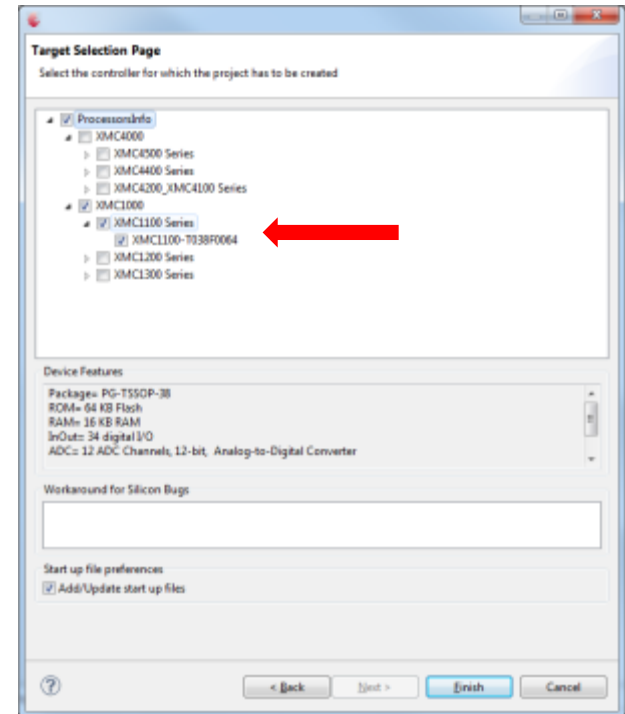 Target Selection Page
Select the controller for which the project has to be created
ProcessorsInfo
XMC4000
XMC4500 Series
XMC4400 Series
XMC4200_XMC4100 Series
XMC1000
XMC1100 Series
XMC1100-T038F0064
XMC1200 Series
XMC1300 Series
Device Features
Package= PG-TSSOP-38
ROM= 64 KB Flash
RAM= 16 KB RAM
InOut= 34 digital I/O
ADC= 12 ADC Channels, 12-bit, Analog-to-Digital Converter
Workaround for Silicon Bugs
Start up file preferences
Add/Update start up files
? < Back Next > Finish Cancel